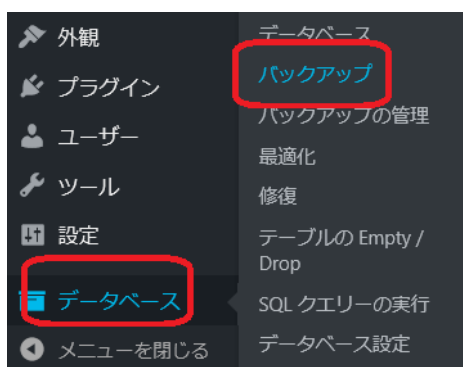 外観
プラグイン
ユーザー
ツール
設定
データベース
メニューを閉じる
データベース
バックアップ
バックアップの管理
最適化
修復
テーブルの Empty /
Drop
SQL クエリーの実行
データベース設定